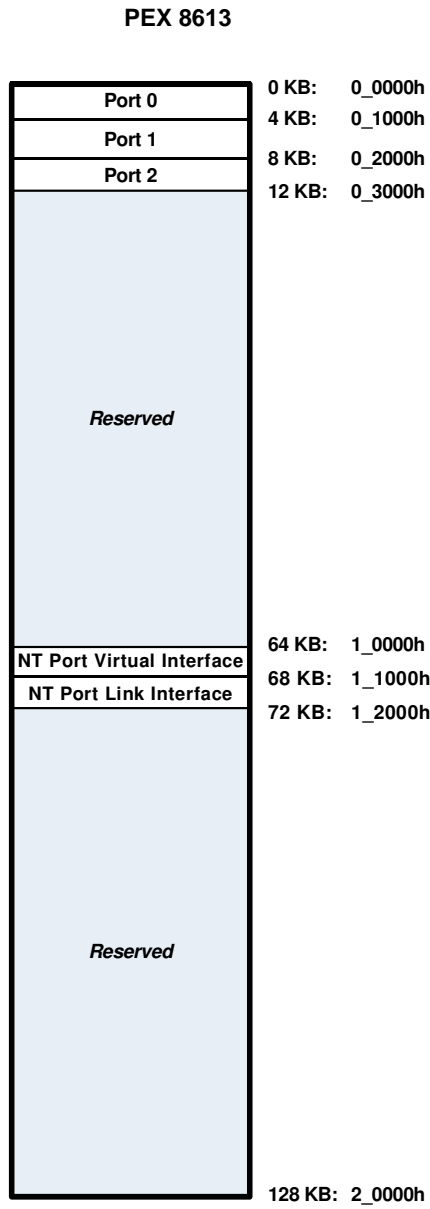 PEX 8613
0 KB: 0_0000h
Port 0
4 KB: 0_1000h
Port 1
8 KB: 0_2000h
Port 2
12 KB: 0_3000h
Reserved
64 KB: 1_0000h
NT Port Virtual Interface
68 KB: 1_1000h
NT Port Link Interface
72 KB: 1_2000h
Reserved
128 KB: 2_0000h